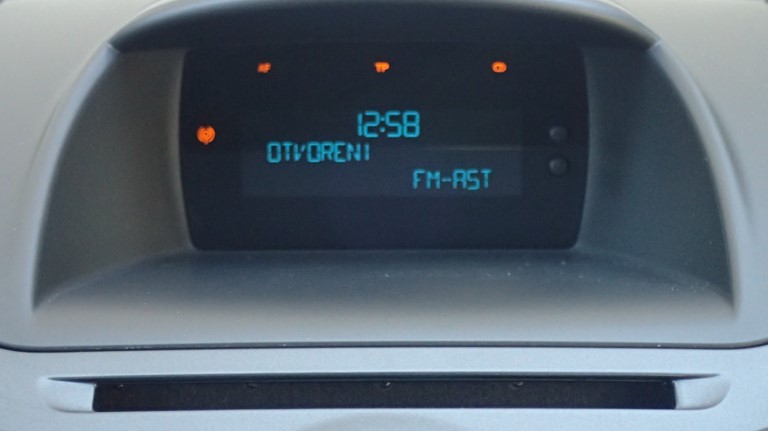 AF TP
12:58
OTVORENI
FM-AST